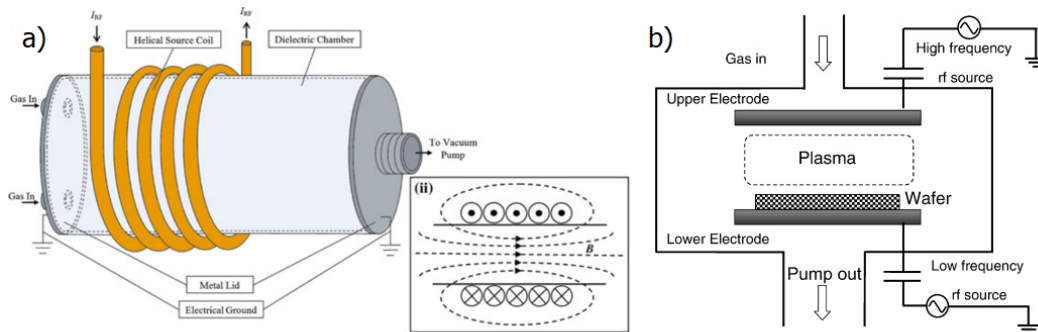 a)
I_RF
I_RF
Helical Source Coil
Dielectric Chamber
Gas In
To Vacuum
Pump
Gas In
(ii)
B
Metal Lid
Electrical Ground
b)
High frequency
Gas in
rf source
Upper Electrode
Plasma
Wafer
Lower Electrode
Pump out
Low frequency
rf source